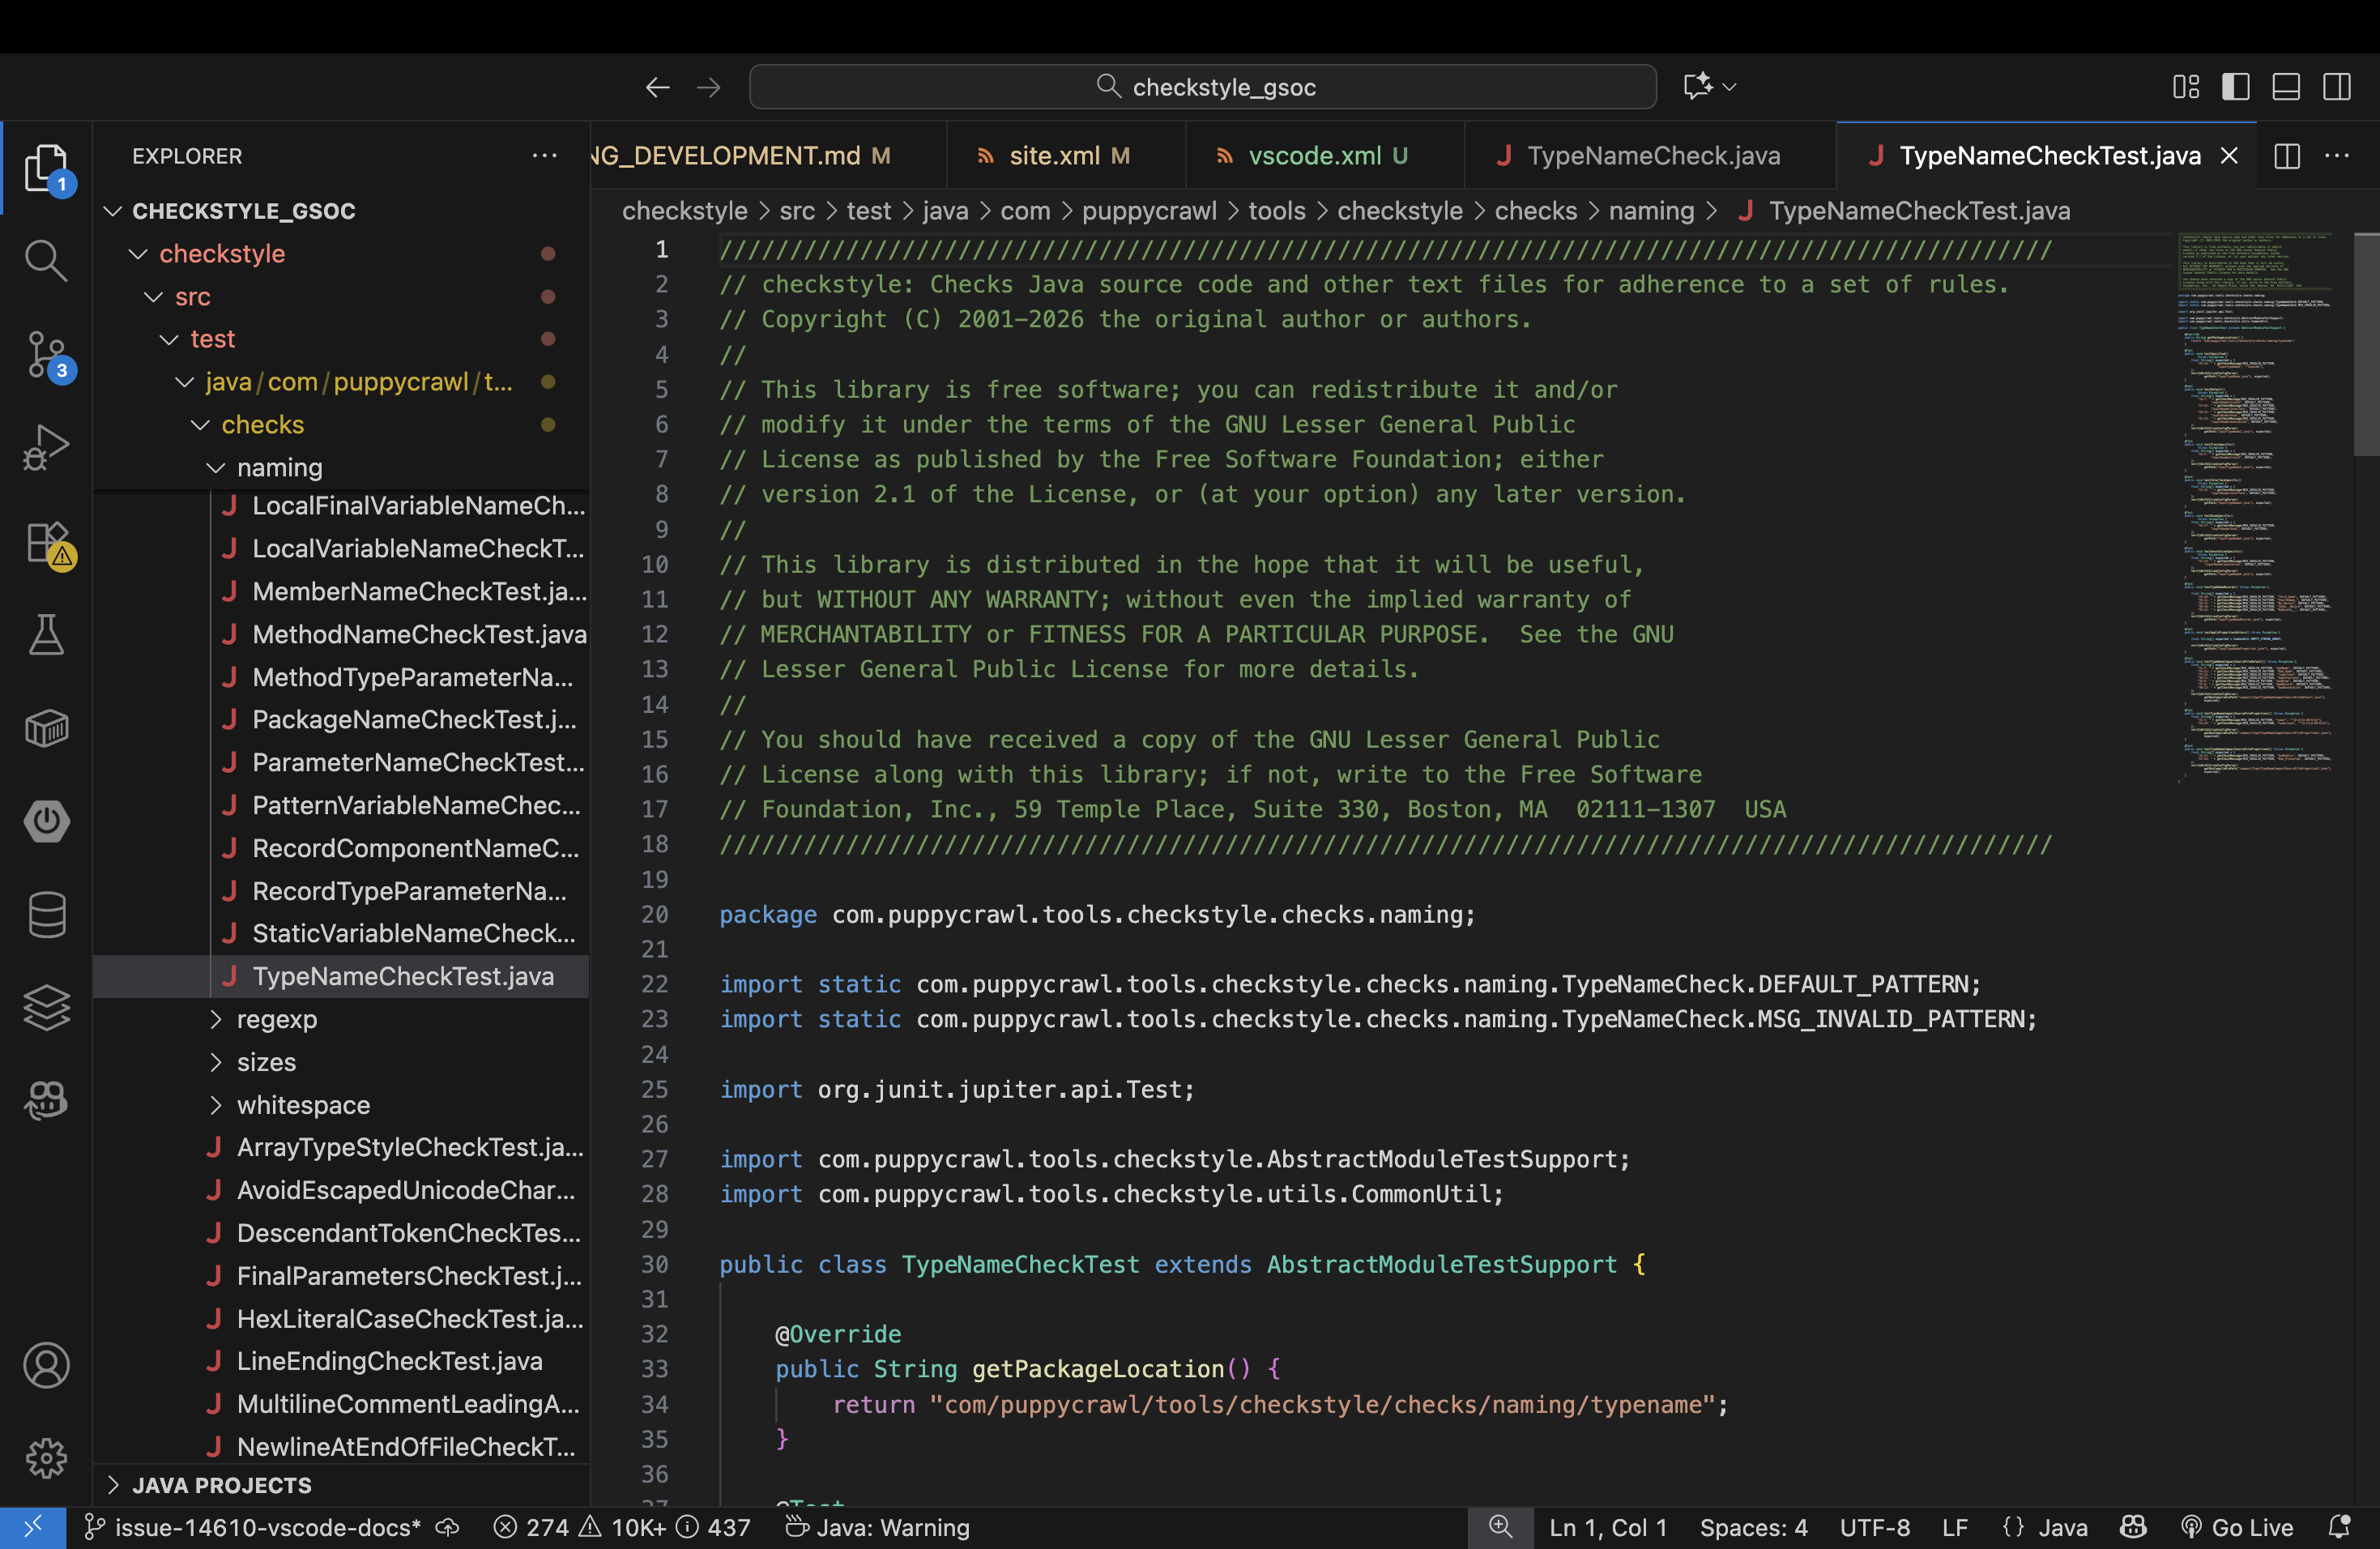 checkstyle_gsoc
EXPLORER
NG_DEVELOPMENT.md M
site.xml M
vscode.xml U
TypeNameCheck.java
TypeNameCheckTest.java
1
3
CHECKSTYLE_GSOC
checkstyle
src
test
java/com/puppycrawl/t...
checks
naming
LocalFinalVariableNameCh...
LocalVariableNameCheckT...
MemberNameCheckTest.ja...
MethodNameCheckTest.java
MethodTypeParameterNa...
PackageNameCheckTest.j...
ParameterNameCheckTest...
PatternVariableNameChec...
RecordComponentNameC...
RecordTypeParameterNa...
StaticVariableNameCheck...
TypeNameCheckTest.java
regexp
sizes
whitespace
ArrayTypeStyleCheckTest.ja...
AvoidEscapedUnicodeChar...
DescendantTokenCheckTes...
FinalParametersCheckTest.j...
HexLiteralCaseCheckTest.ja...
LineEndingCheckTest.java
MultilineCommentLeadingA...
NewlineAtEndOfFileCheckT...
JAVA PROJECTS
checkstyle > src > test > java > com > puppycrawl > tools > checkstyle > checks > naming > TypeNameCheckTest.java
1 ///////////////////////////////////////////////////////////////////////////////////////////////
2 // checkstyle: Checks Java source code and other text files for adherence to a set of rules.
3 // Copyright (C) 2001-2026 the original author or authors.
4 //
5 // This library is free software; you can redistribute it and/or
6 // modify it under the terms of the GNU Lesser General Public
7 // License as published by the Free Software Foundation; either
8 // version 2.1 of the License, or (at your option) any later version.
9 //
10 // This library is distributed in the hope that it will be useful,
11 // but WITHOUT ANY WARRANTY; without even the implied warranty of
12 // MERCHANTABILITY or FITNESS FOR A PARTICULAR PURPOSE.  See the GNU
13 // Lesser General Public License for more details.
14 //
15 // You should have received a copy of the GNU Lesser General Public
16 // License along with this library; if not, write to the Free Software
17 // Foundation, Inc., 59 Temple Place, Suite 330, Boston, MA  02111-1307  USA
18 ///////////////////////////////////////////////////////////////////////////////////////////////
19
20 package com.puppycrawl.tools.checkstyle.checks.naming;
21
22 import static com.puppycrawl.tools.checkstyle.checks.naming.TypeNameCheck.DEFAULT_PATTERN;
23 import static com.puppycrawl.tools.checkstyle.checks.naming.TypeNameCheck.MSG_INVALID_PATTERN;
24
25 import org.junit.jupiter.api.Test;
26
27 import com.puppycrawl.tools.checkstyle.AbstractModuleTestSupport;
28 import com.puppycrawl.tools.checkstyle.utils.CommonUtil;
29
30 public class TypeNameCheckTest extends AbstractModuleTestSupport {
31
32     @Override
33     public String getPackageLocation() {
34         return "com/puppycrawl/tools/checkstyle/checks/naming/typename";
35     }
36
37     @Test
issue-14610-vscode-docs* 274 10K+ 437 Java: Warning Ln 1, Col 1 Spaces: 4 UTF-8 LF {} Java Go Live